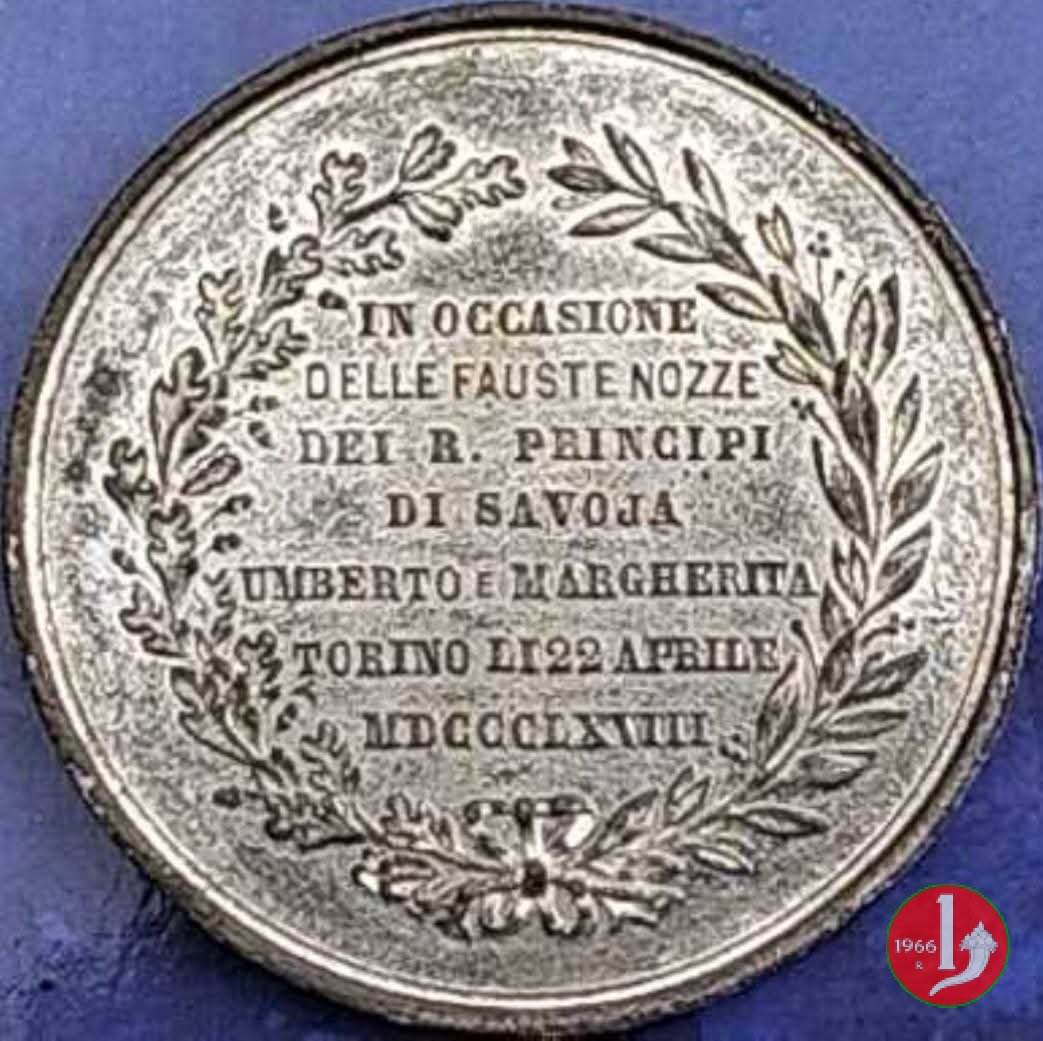 IN OCCASIONE
DELLE FAUSTE NOZZE
DEI R. PRINCIPI
DI SAVOJA
UMBERTO E MARGHERITA
TORINO LI 22 APRILE
MDCCCLXVIII
1966
R